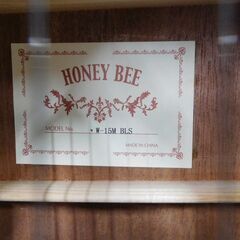 HONEY BEE
MODEL No. W-15M BLS
MADE IN CHINA